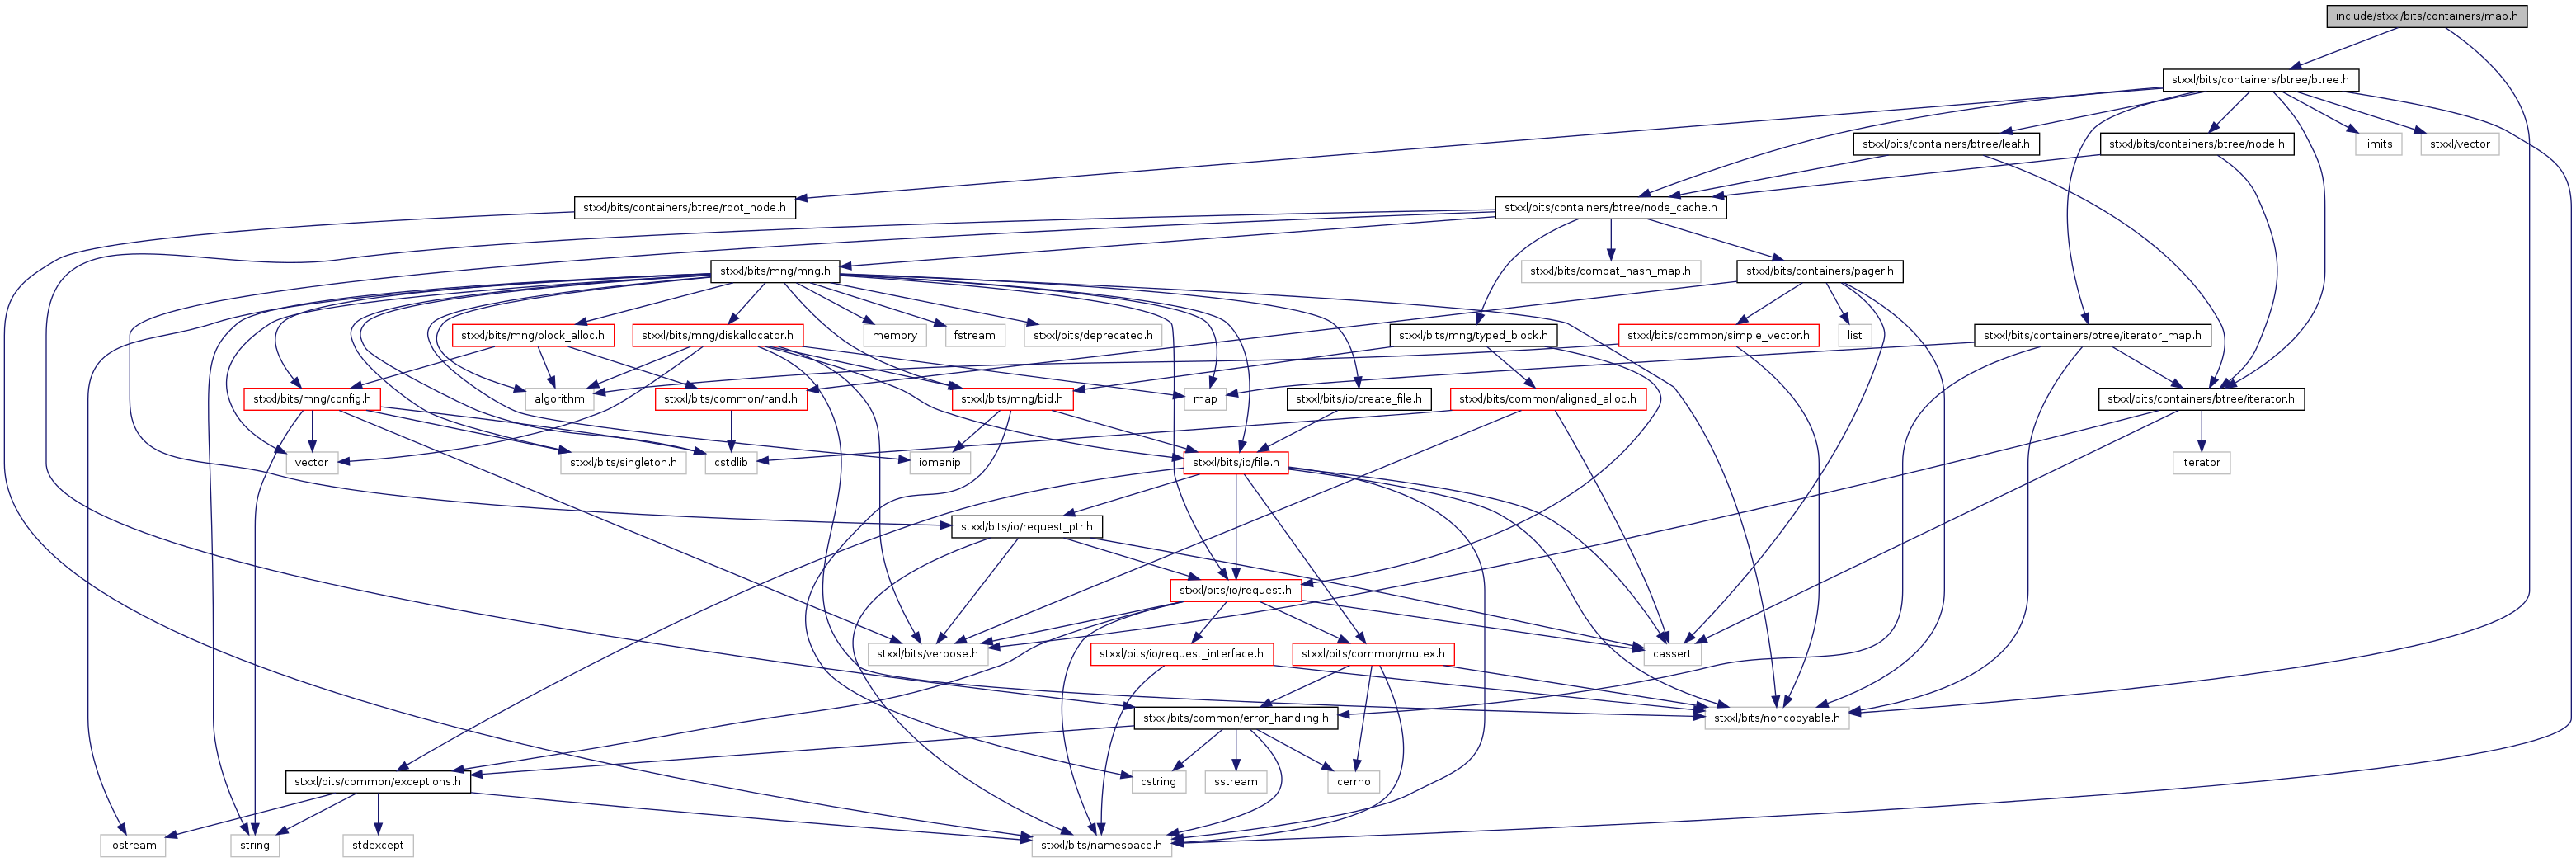 include/stxxl/bits/containers/map.h
stxxl/bits/containers/btree/btree.h
stxxl/bits/containers/btree/leaf.h
stxxl/bits/containers/btree/node.h
limits
stxxl/vector
stxxl/bits/containers/btree/root_node.h
stxxl/bits/containers/btree/node_cache.h
stxxl/bits/mng/mng.h
stxxl/bits/compat_hash_map.h
stxxl/bits/containers/pager.h
stxxl/bits/mng/block_alloc.h
stxxl/bits/mng/diskallocator.h
memory
fstream
stxxl/bits/deprecated.h
stxxl/bits/mng/typed_block.h
stxxl/bits/common/simple_vector.h
list
stxxl/bits/containers/btree/iterator_map.h
stxxl/bits/mng/config.h
algorithm
stxxl/bits/common/rand.h
stxxl/bits/mng/bid.h
map
stxxl/bits/io/create_file.h
stxxl/bits/common/aligned_alloc.h
stxxl/bits/containers/btree/iterator.h
vector
stxxl/bits/singleton.h
cstdlib
iomanip
stxxl/bits/io/file.h
iterator
stxxl/bits/io/request_ptr.h
stxxl/bits/io/request.h
stxxl/bits/verbose.h
stxxl/bits/io/request_interface.h
stxxl/bits/common/mutex.h
cassert
stxxl/bits/common/error_handling.h
stxxl/bits/noncopyable.h
stxxl/bits/common/exceptions.h
cstring
sstream
cerrno
iostream
string
stdexcept
stxxl/bits/namespace.h